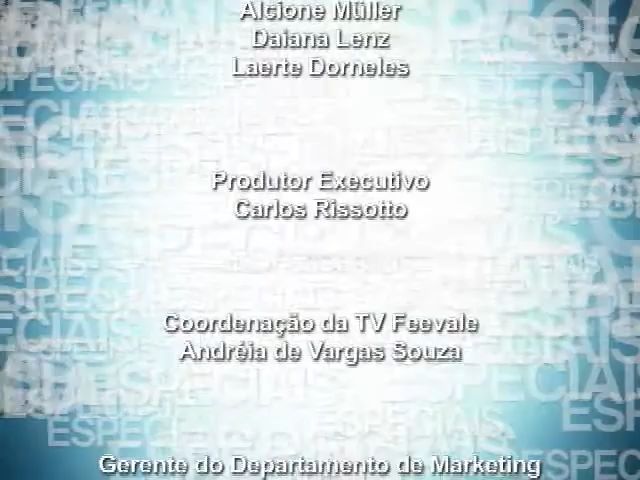 Alcione Müller
Daiana Lenz
Laerte Dorneles
Produtor Executivo
Carlos Rissotto
Coordenação da TV Feevale
Andréia de Vargas Souza
Gerente do Departamento de Marketing
ESPECIAIS